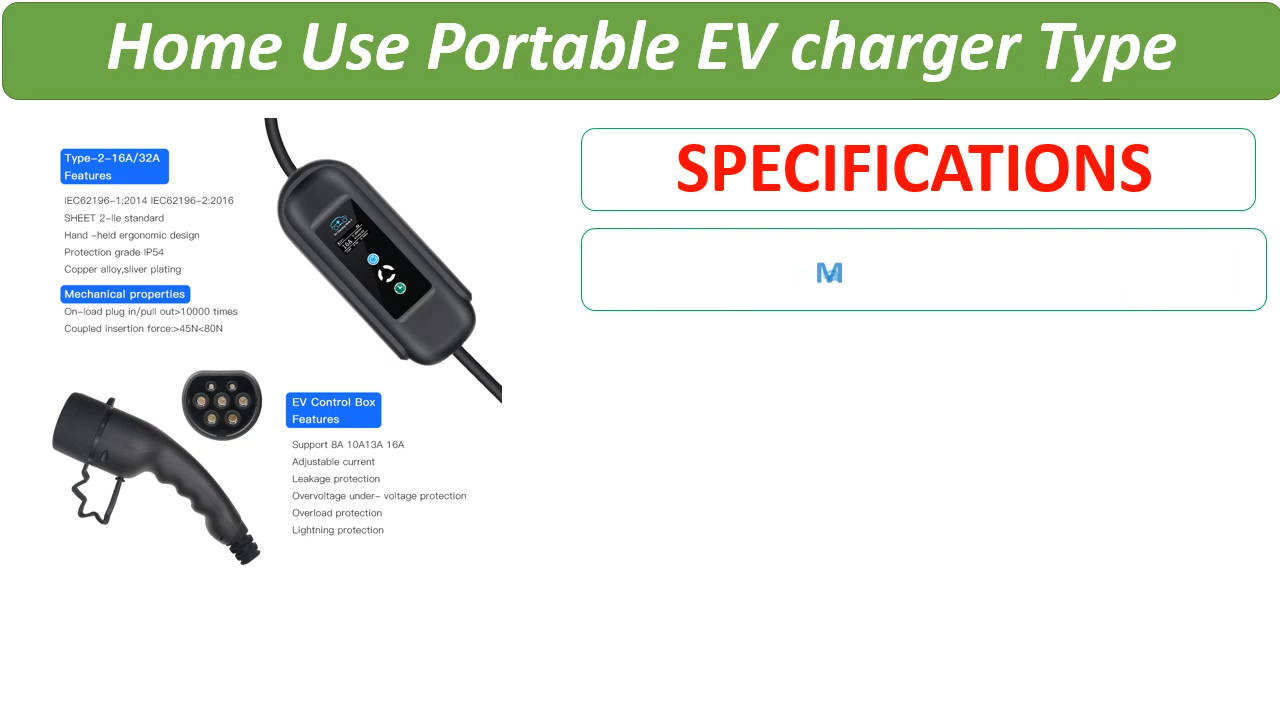 Home Use Portable EV charger Type
SPECIFICATIONS
M
Type-2-16A/32A
Features
IEC62196-1:2014 IEC62196-2:2016
SHEET 2-lle standard
Hand -held ergonomic design
Protection grade IP54
Copper alloy,sliver plating
Mechanical properties
On-load plug in/pull out>10000 times
Coupled insertion force:>45N<80N
16A
EV Control Box
Features
Support 8A 10A13A 16A
Adjustable current
Leakage protection
Overvoltage under- voltage protection
Overload protection
Lightning protection